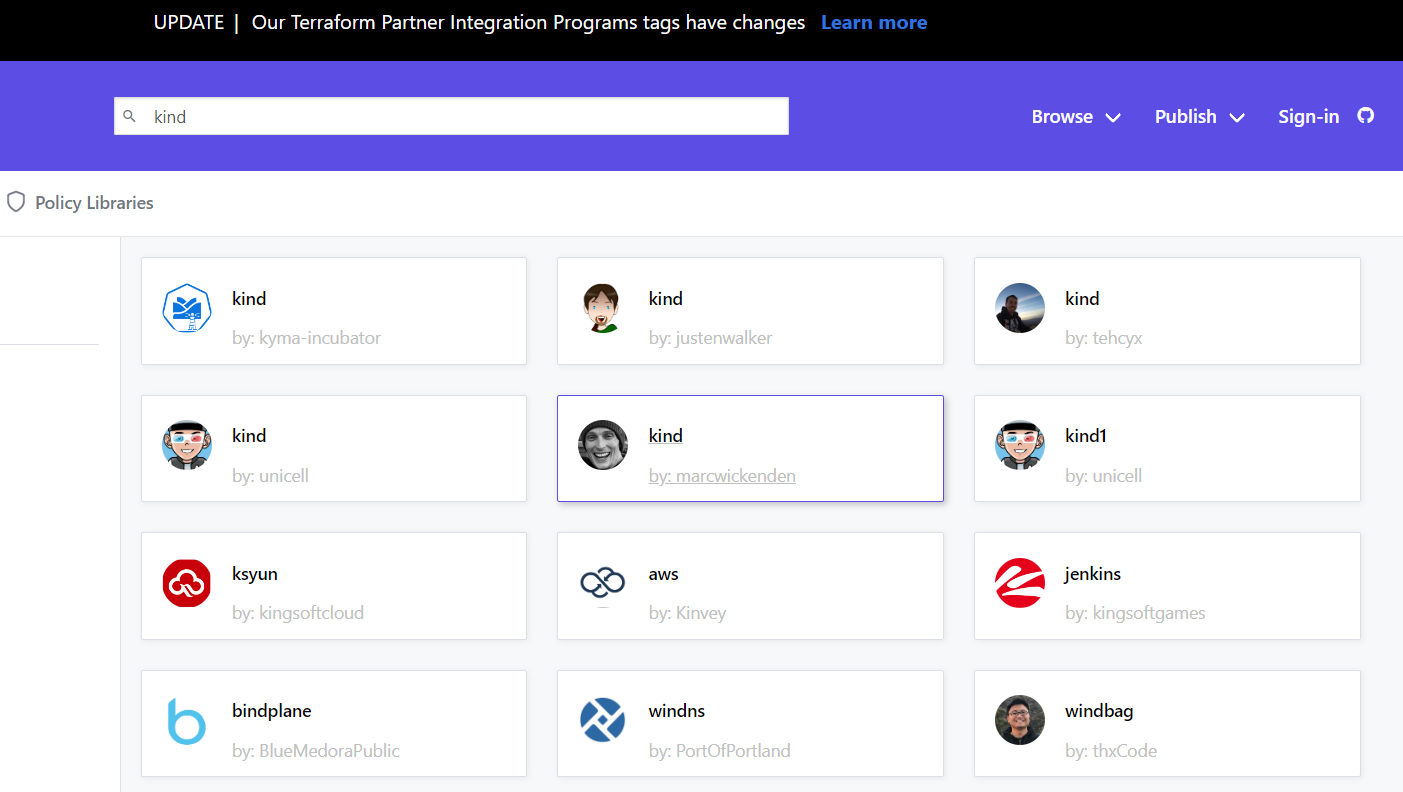 UPDATE | Our Terraform Partner Integration Programs tags have changes Learn more
kind
Browse Publish Sign-in
Policy Libraries
kind
by: kyma-incubator
kind
by: justenwalker
kind
by: tehcyx
kind
by: unicell
kind
by: marcwickenden
kind1
by: unicell
ksyun
by: kingsoftcloud
aws
by: Kinvey
jenkins
by: kingsoftgames
bindplane
by: BlueMedoraPublic
windns
by: PortOfPortland
windbag
by: thxCode